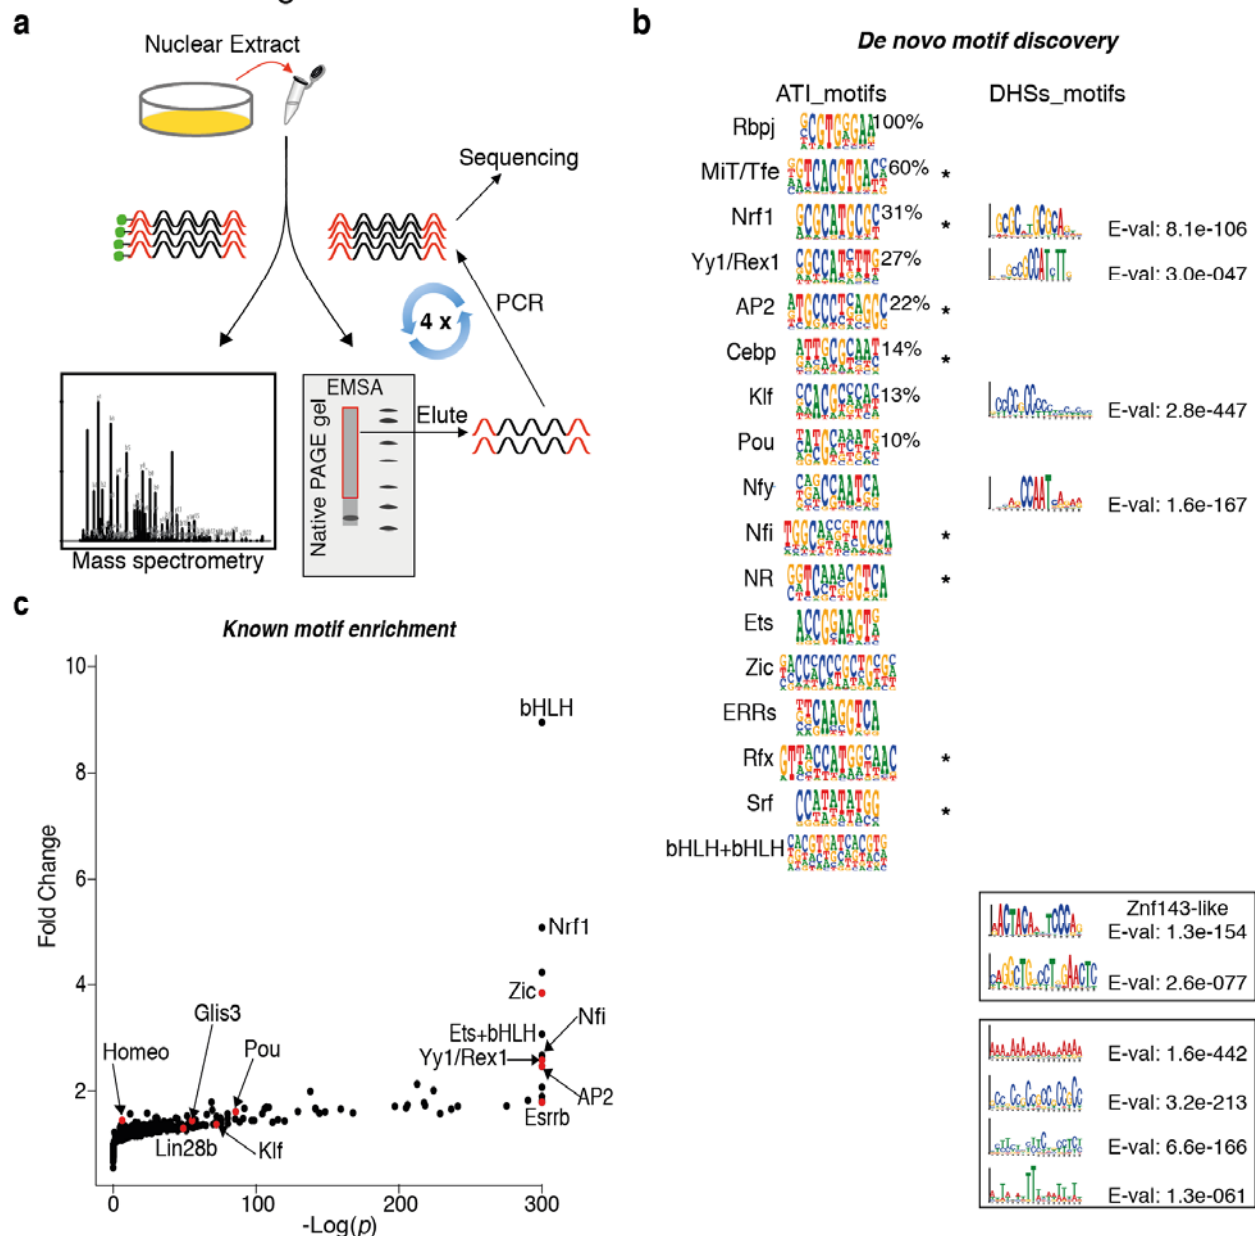 a
Nuclear Extract
Sequencing
4 x
PCR
EMSA
Elute
Native PAGE gel
Mass spectrometry
b
De novo motif discovery
ATI_motifs DHSs_motifs
Rbpj 100%
MiT/Tfe 60% *
Nrf1 31% * E-val: 8.1e-106
Yy1/Rex1 27% E-val: 3.0e-047
AP2 22% *
Cebp 14% *
Klf 13% E-val: 2.8e-447
Pou 10%
Nfy E-val: 1.6e-167
Nfi *
NR *
Ets
Zic
ERRs
Rfx *
Srf *
bHLH+bHLH
Znf143-like
E-val: 1.3e-154
E-val: 2.6e-077
E-val: 1.6e-442
E-val: 3.2e-213
E-val: 6.6e-166
E-val: 1.3e-061
c
Known motif enrichment
Fold Change
10
8
6
4
2
bHLH
Nrf1
Zic
Nfi
Ets+bHLH
Yy1/Rex1
AP2
Esrrb
Glis3
Homeo
Pou
Lin28b
Klf
0 100 200 300
-Log(p)